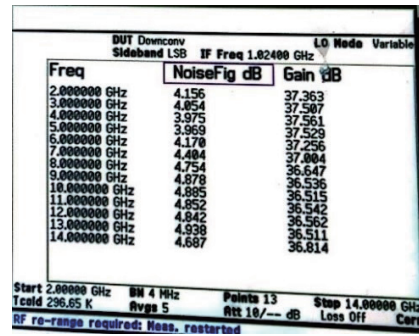 DUT Downconv LO Mode Variable
Sideband LSB IF Freq 1.02400 GHz
Freq NoiseFig dB Gain dB
2.000000 GHz 4.156 37.363
3.000000 GHz 4.054 37.507
4.000000 GHz 3.975 37.561
5.000000 GHz 3.969 37.529
6.000000 GHz 4.170 37.256
7.000000 GHz 4.404 37.004
8.000000 GHz 4.754 36.647
9.000000 GHz 4.878 36.536
10.000000 GHz 4.885 36.515
11.000000 GHz 4.852 36.542
12.000000 GHz 4.842 36.562
13.000000 GHz 4.938 36.511
14.000000 GHz 4.687 36.814
Start 2.00000 GHz BW 4 MHz Points 13 Stop 14.00000 GHz
Tcold 296.65 K Avgs 5 Att 10/-- dB Loss Off
RF re-range required: Meas. restarted